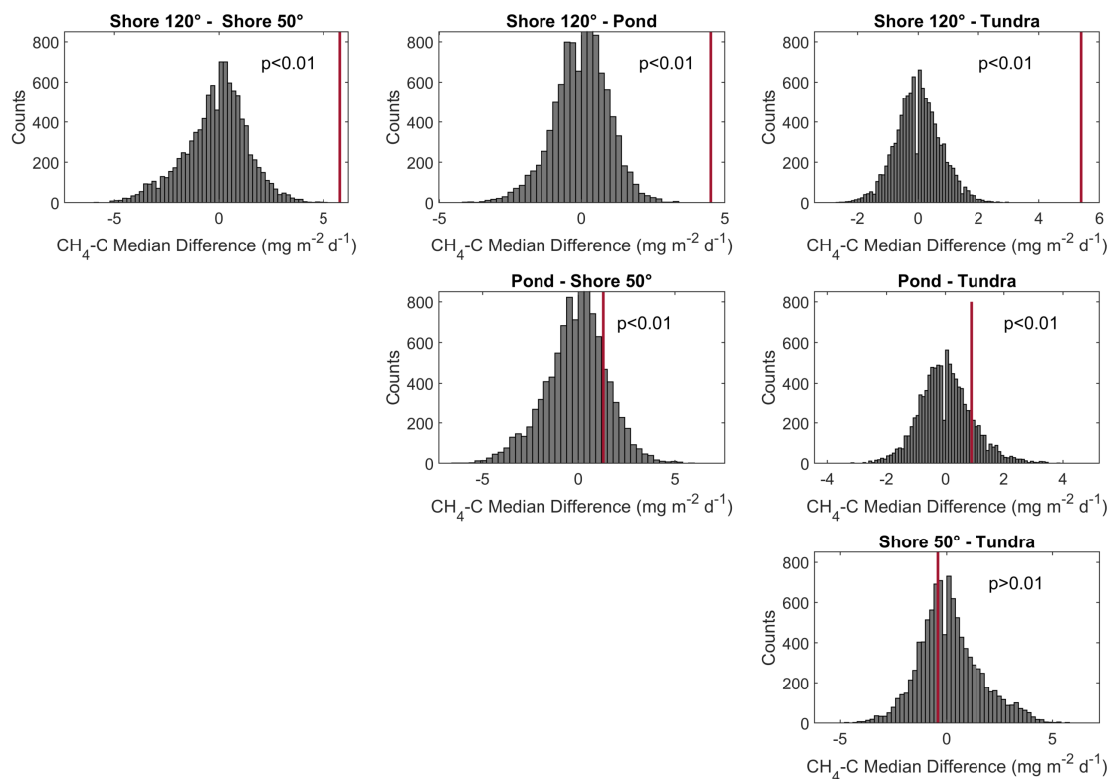 Shore 120° - Shore 50°
800
600
400
200
0
Counts
p<0.01
-5 0 5
CH₄-C Median Difference (mg m⁻² d⁻¹)
Shore 120° - Pond
800
600
400
200
0
Counts
p<0.01
-5 0 5
CH₄-C Median Difference (mg m⁻² d⁻¹)
Shore 120° - Tundra
800
600
400
200
0
Counts
p<0.01
-2 0 2 4 6
CH₄-C Median Difference (mg m⁻² d⁻¹)
Pond - Shore 50°
800
600
400
200
0
Counts
p<0.01
-5 0 5
CH₄-C Median Difference (mg m⁻² d⁻¹)
Pond - Tundra
800
600
400
200
0
Counts
p<0.01
-4 -2 0 2 4
CH₄-C Median Difference (mg m⁻² d⁻¹)
Shore 50° - Tundra
800
600
400
200
0
Counts
p>0.01
-5 0 5
CH₄-C Median Difference (mg m⁻² d⁻¹)